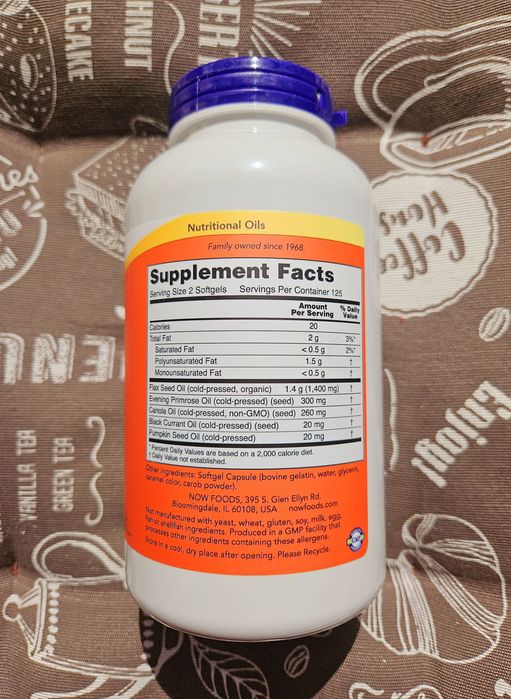 Nutritional Oils
Family owned since 1968.
Supplement Facts
Serving Size 2 Softgels Servings Per Container 125
Amount Per Serving % Daily Value
Calories 20
Total Fat 2 g 3%*
Saturated Fat < 0.5 g 2%*
Polyunsaturated Fat 1.5 g †
Monounsaturated Fat < 0.5 g †
Flax Seed Oil (cold-pressed, organic) 1.4 g (1,400 mg) †
Evening Primrose Oil (cold-pressed) (seed) 300 mg †
Canola Oil (cold-pressed, non-GMO) (seed) 260 mg †
Black Currant Oil (cold-pressed) (seed) 20 mg †
Pumpkin Seed Oil (cold-pressed) 20 mg †
* Percent Daily Values are based on a 2,000 calorie diet.
† Daily Value not established.
Other Ingredients: Softgel Capsule (bovine gelatin, water, glycerin,
caramel color, carob powder).
NOW FOODS, 395 S. Glen Ellyn Rd.
Bloomingdale, IL 60108, USA nowfoods.com
Not manufactured with yeast, wheat, gluten, soy, milk, egg,
fish or shellfish ingredients. Produced in a GMP facility that
processes other ingredients containing these allergens.
Store in a cool, dry place after opening. Please Recycle.
Coffee
House
Enjoy!
VANILLA TEA
GREEN TEA